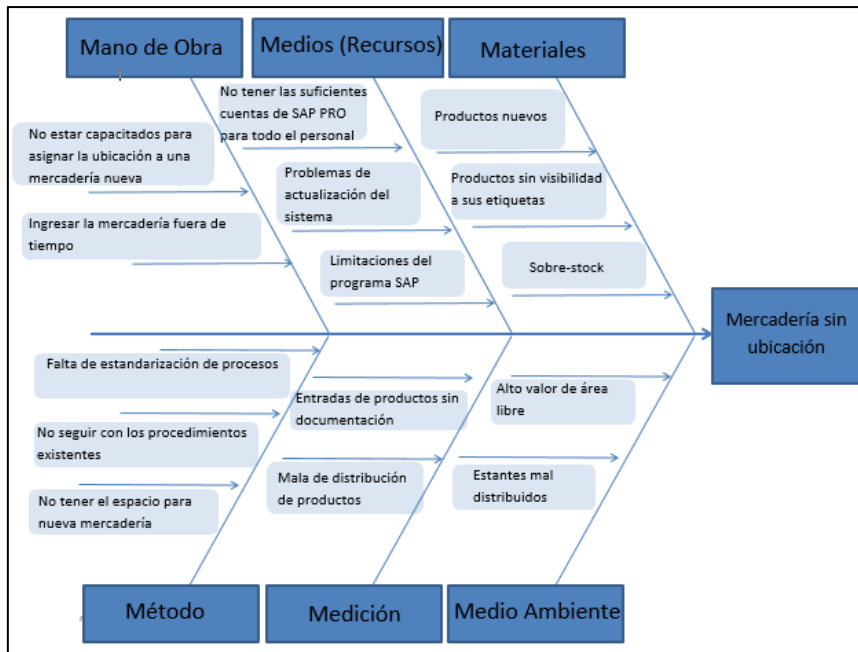 Mano de Obra
Medios (Recursos)
Materiales
No tener las suficientes
cuentas de SAP PRO
para todo el personal
Productos nuevos
No estar capacitados para
asignar la ubicación a una
mercadería nueva
Problemas de
actualización del
sistema
Productos sin visibilidad
a sus etiquetas
Ingresar la mercadería fuera de
tiempo
Limitaciones del
programa SAP
Sobre-stock
Mercadería sin
ubicación
Falta de estandarización de procesos
Entradas de productos sin
documentación
Alto valor de área
libre
No seguir con los procedimientos
existentes
Mala de distribución
de productos
Estantes mal
distribuidos
No tener el espacio para
nueva mercadería
Método
Medición
Medio Ambiente